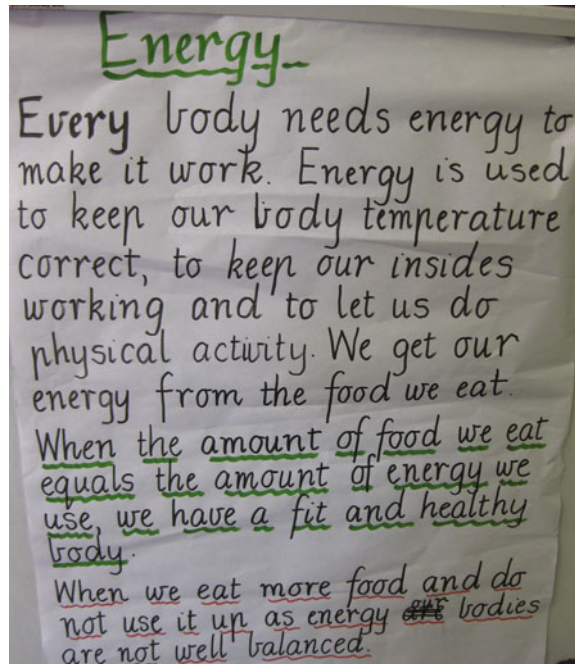 Energy
Every body needs energy to
make it work. Energy is used
to keep our body temperature
correct, to keep our insides
working and to let us do
physical activity. We get our
energy from the food we eat.
When the amount of food we eat
equals the amount of energy we
use, we have a fit and healthy
body.
When we eat more food and do
not use it up as energy bodies
are not well balanced.